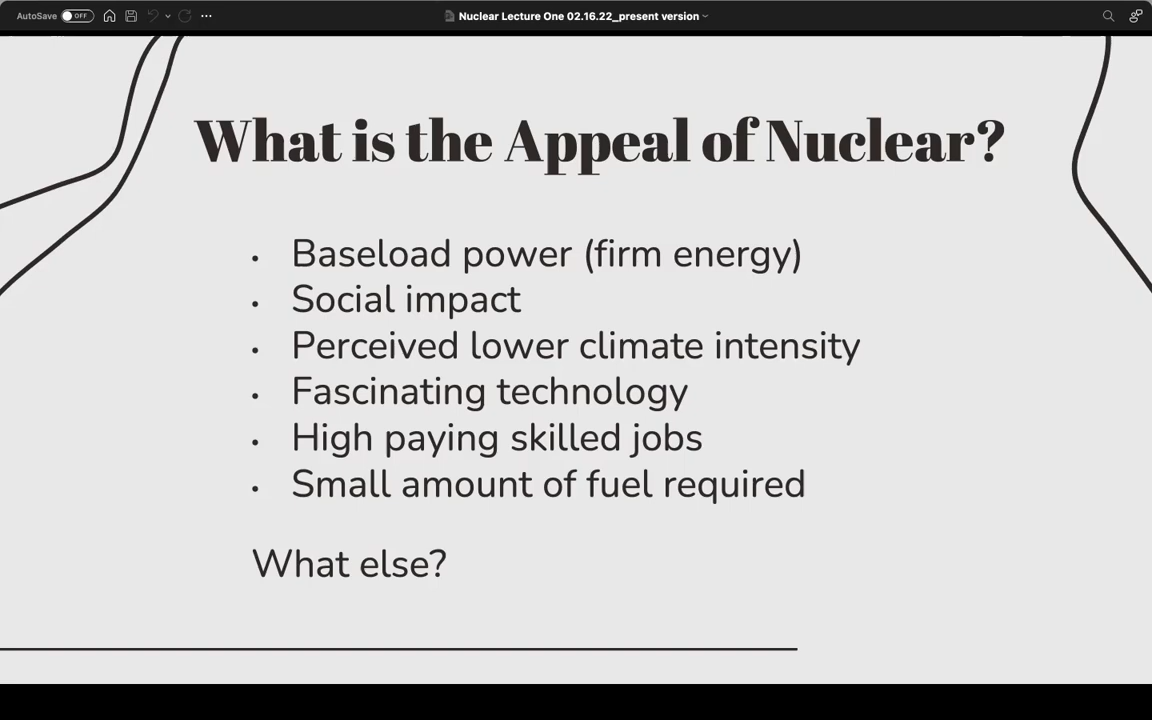 AutoSave OFF
Nuclear Lecture One 02.16.22_present version
What is the Appeal of Nuclear?
• Baseload power (firm energy)
• Social impact
• Perceived lower climate intensity
• Fascinating technology
• High paying skilled jobs
• Small amount of fuel required
What else?